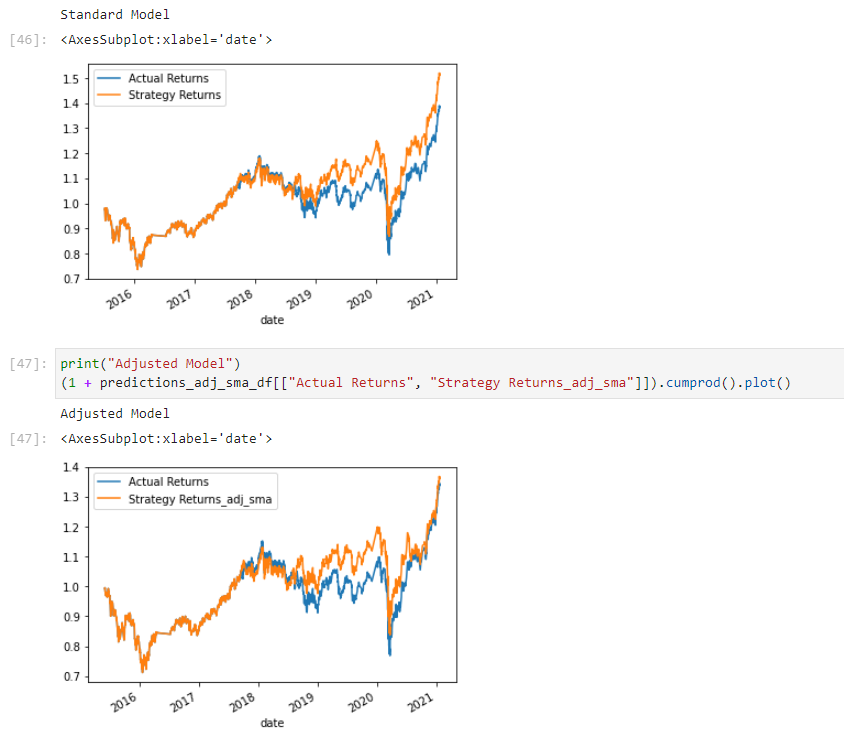 Standard Model
[46]: <AxesSubplot:xlabel='date'>
Actual Returns
Strategy Returns
1.5
1.4
1.3
1.2
1.1
1.0
0.9
0.8
0.7
2016 2017 2018 2019 2020 2021
date
[47]: print("Adjusted Model")
(1 + predictions_adj_sma_df[["Actual Returns", "Strategy Returns_adj_sma"]]).cumprod().plot()
Adjusted Model
[47]: <AxesSubplot:xlabel='date'>
Actual Returns
Strategy Returns_adj_sma
1.4
1.3
1.2
1.1
1.0
0.9
0.8
0.7
2016 2017 2018 2019 2020 2021
date